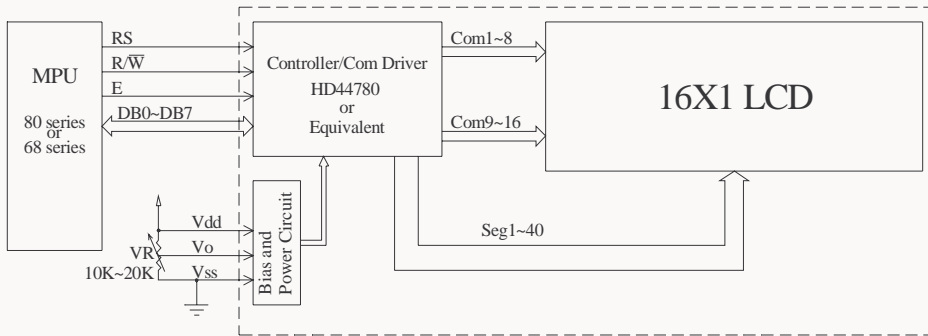 MPU
80 series
or
68 series
RS
R/W̅
E
DB0~DB7
Controller/Com Driver
HD44780
or
Equivalent
Com1~8
Com9~16
16X1 LCD
Seg1~40
Vdd
Vo
Vss
VR
10K~20K
Bias and
Power Circuit